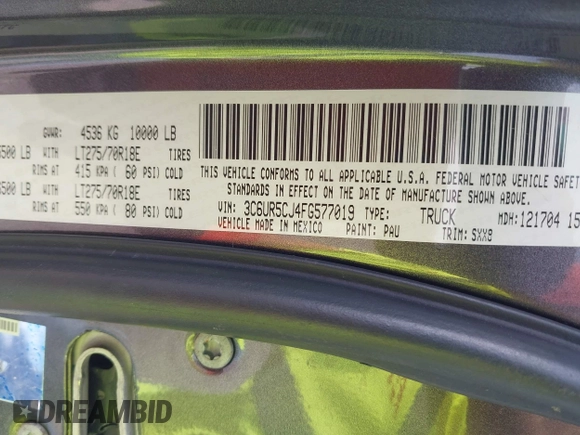 GVWR: 4536 KG 10000 LB
500 LB WITH LT275/70R18E TIRES
RIMS AT 415 KPA ( 60 PSI) COLD
500 LB WITH LT275/70R18E TIRES
RIMS AT 550 KPA ( 80 PSI) COLD
THIS VEHICLE CONFORMS TO ALL APPLICABLE U.S.A. FEDERAL MOTOR VEHICLE SAFETY
STANDARDS IN EFFECT ON THE DATE OF MANUFACTURE SHOWN ABOVE.
VIN: 3C6UR5CJ4FG577019 TYPE: TRUCK MDH: 121704 15
VEHICLE MADE IN MEXICO PAINT: PAU TRIM: SXX8
DREAMBID